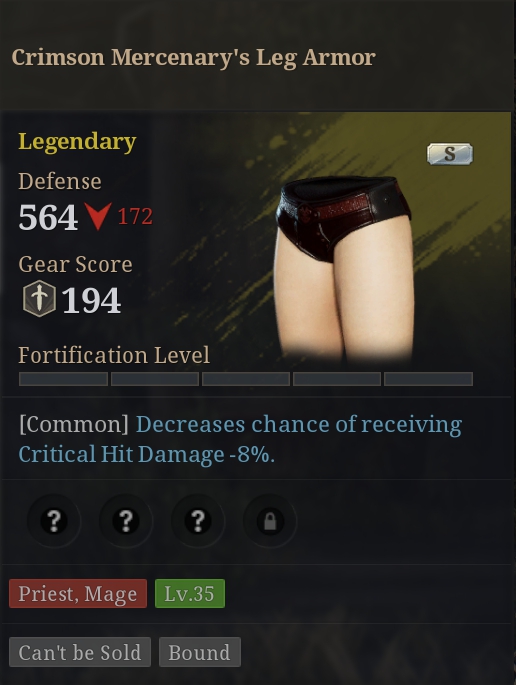 Crimson Mercenary's Leg Armor
Legendary
S
Defense
564 172
Gear Score
194
Fortification Level
[Common] Decreases chance of receiving
Critical Hit Damage -8%.
? ? ?
Priest, Mage Lv.35
Can't be Sold Bound